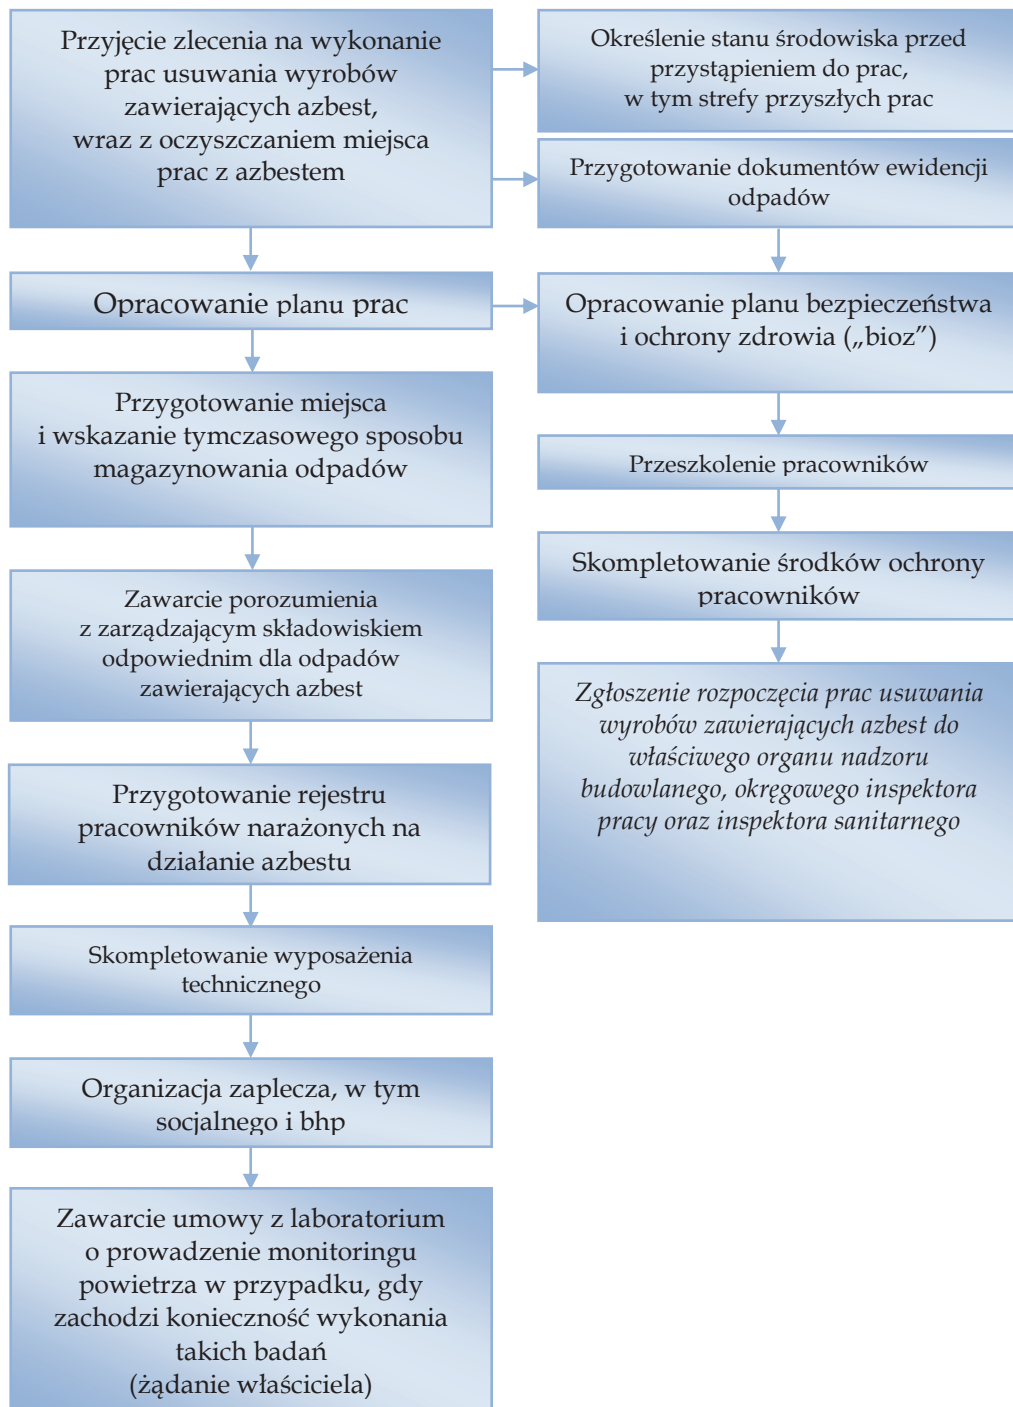 Przyjęcie zlecenia na wykonanie
prac usuwania wyrobów
zawierających azbest,
wraz z oczyszczaniem miejsca
prac z azbestem
Określenie stanu środowiska przed
przystąpieniem do prac,
w tym strefy przyszłych prac
Przygotowanie dokumentów ewidencji
odpadów
Opracowanie planu prac
Opracowanie planu bezpieczeństwa
i ochrony zdrowia („bioz”)
Przygotowanie miejsca
i wskazanie tymczasowego sposobu
magazynowania odpadów
Przeszkolenie pracowników
Skompletowanie środków ochrony
pracowników
Zawarcie porozumienia
z zarządzającym składowiskiem
odpowiednim dla odpadów
zawierających azbest
Zgłoszenie rozpoczęcia prac usuwania
wyrobów zawierających azbest do
właściwego organu nadzoru
budowlanego, okręgowego inspektora
pracy oraz inspektora sanitarnego
Przygotowanie rejestru
pracowników narażonych na
działanie azbestu
Skompletowanie wyposażenia
technicznego
Organizacja zaplecza, w tym
socjalnego i bhp
Zawarcie umowy z laboratorium
o prowadzenie monitoringu
powietrza w przypadku, gdy
zachodzi konieczność wykonania
takich badań
(żądanie właściciela)